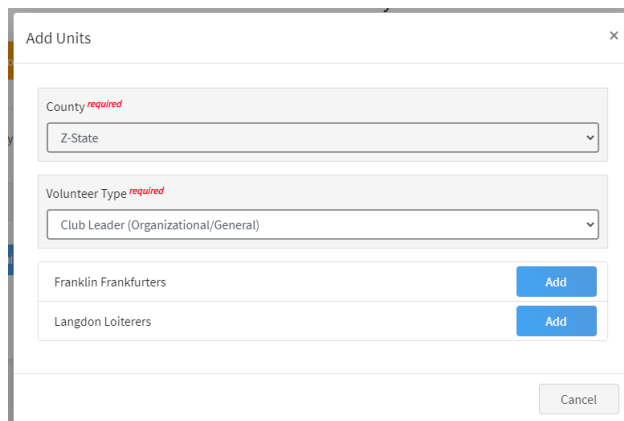 Add Units
×
County required
Z-State
Volunteer Type required
Club Leader (Organizational/General)
Franklin Frankfurters Add
Langdon Loiterers Add
Cancel